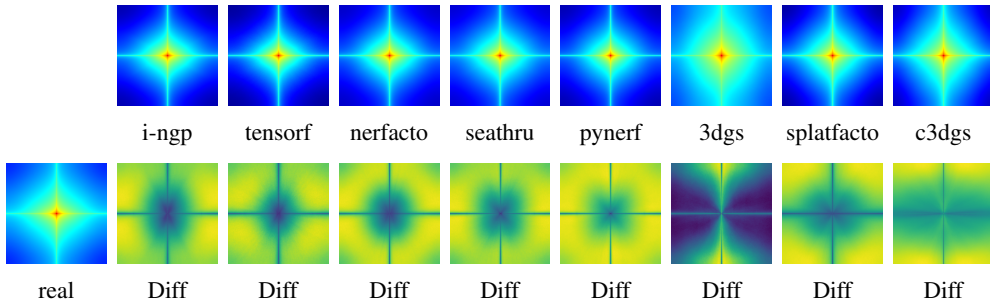 i-ngp tensorf nerfacto seathru pynerf 3dgs splatfacto c3dgs
real Diff Diff Diff Diff Diff Diff Diff Diff